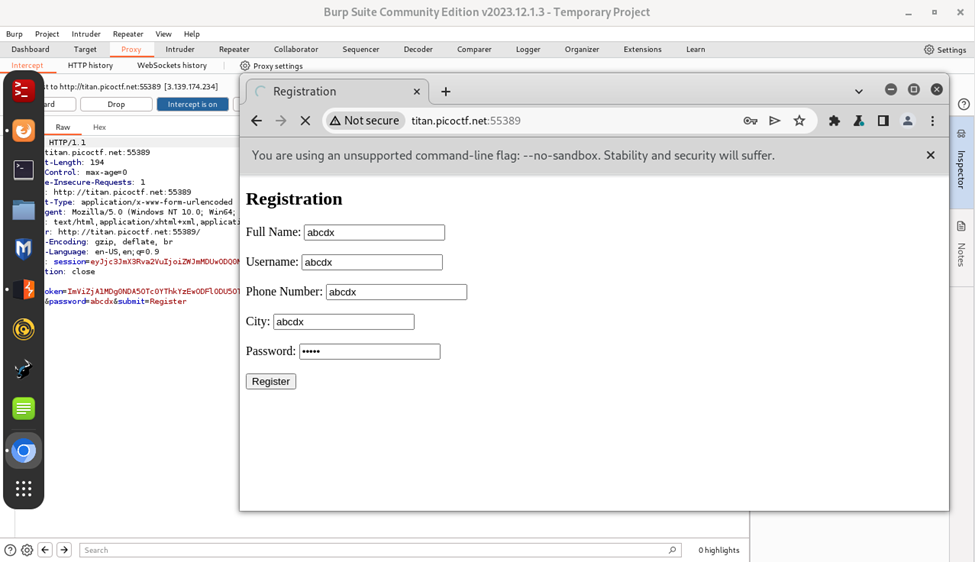 Burp Suite Community Edition v2023.12.1.3 - Temporary Project
Burp Project Intruder Repeater View Help
Dashboard Target Proxy Intruder Repeater Collaborator Sequencer Decoder Comparer Logger Organizer Extensions Learn Settings
Intercept HTTP history WebSockets history Proxy settings
st to http://titan.picoctf.net:55389 [3.139.174.234]
ard Drop Intercept is on
Raw Hex
HTTP/1.1
titan.picoctf.net:55389
t-Length: 194
Control: max-age=0
e-Insecure-Requests: 1
: http://titan.picoctf.net:55389
t-Type: application/x-www-form-urlencoded
gent: Mozilla/5.0 (Windows NT 10.0; Win64;
: text/html,application/xhtml+xml,applicati
r: http://titan.picoctf.net:55389/
-Encoding: gzip, deflate, br
-Language: en-US,en;q=0.9
tion: close
&password=abcdx&submit=Register
Registration
Not secure titan.picoctf.net:55389
You are using an unsupported command-line flag: --no-sandbox. Stability and security will suffer.
Registration
Full Name: abcdx
Username: abcdx
Phone Number: abcdx
City: abcdx
Password: •••••
Register
Inspector
Notes
Search 0 highlights